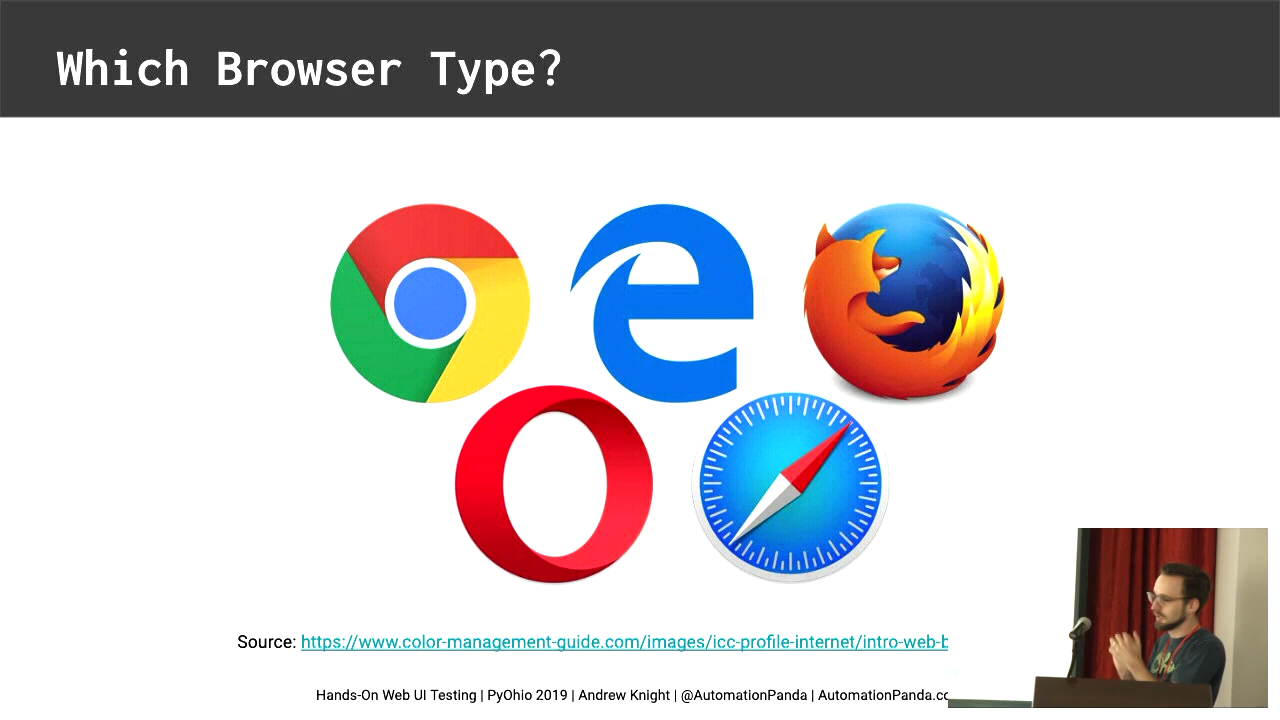 Which Browser Type?
Source: https://www.color-management-guide.com/images/icc-profile-internet/intro-web-b
Hands-On Web UI Testing | PyOhio 2019 | Andrew Knight | @AutomationPanda | AutomationPanda.co
Ohio